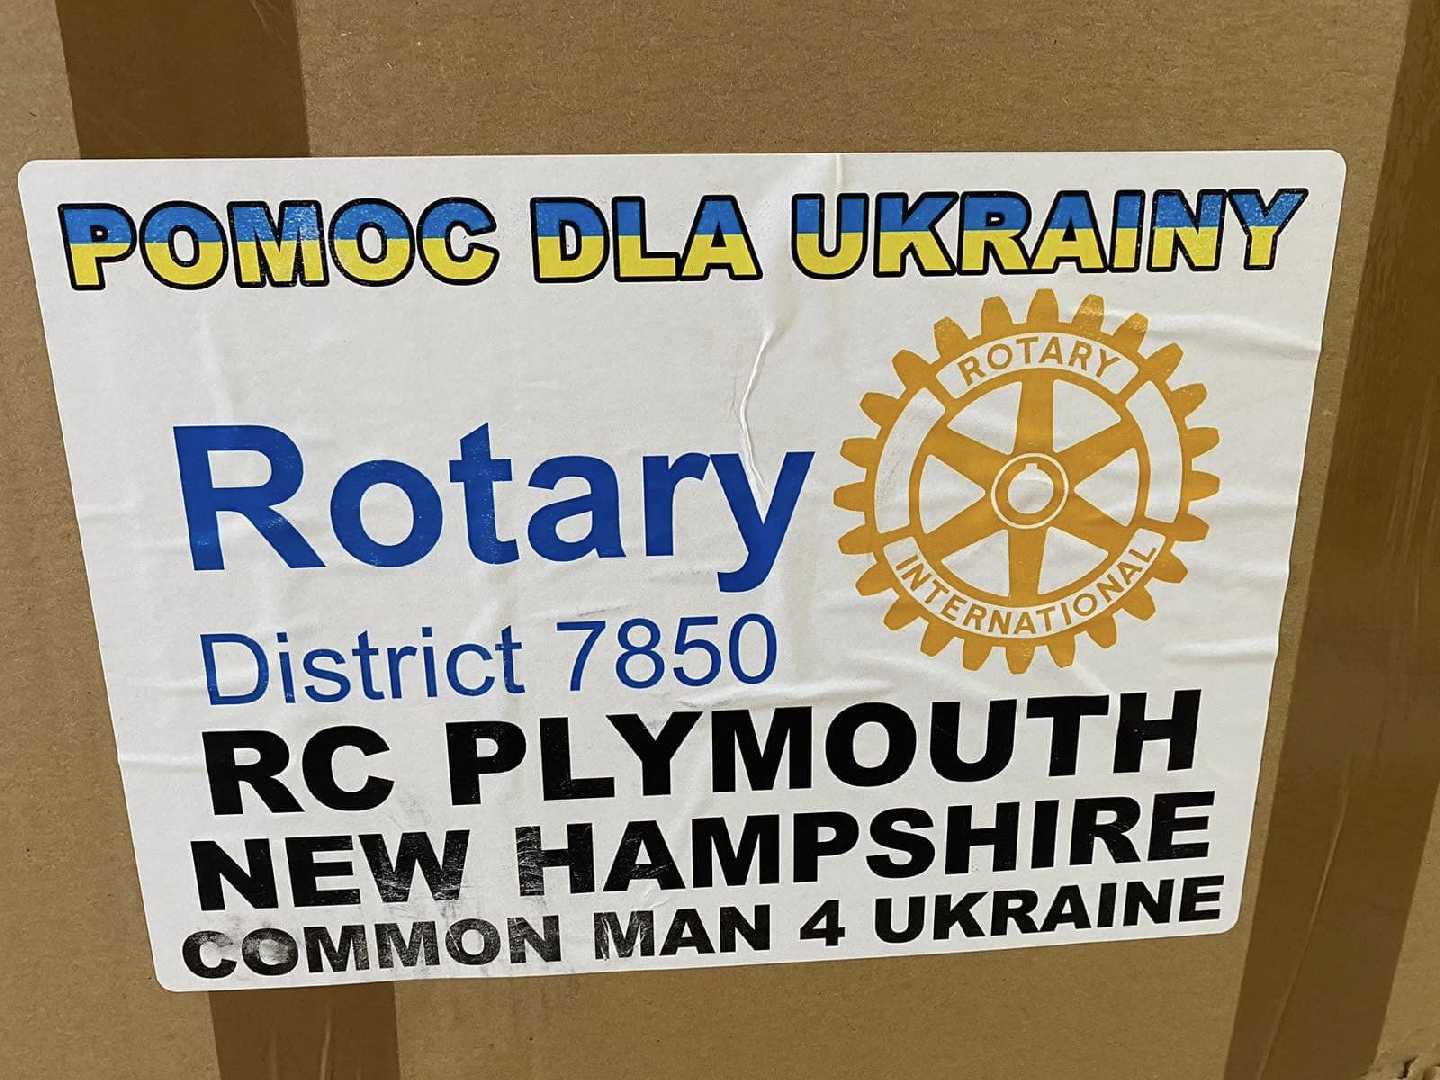 POMOC DLA UKRAINY
ROTARY
INTERNATIONAL
Rotary
District 7850
RC PLYMOUTH
NEW HAMPSHIRE
COMMON MAN 4 UKRAINE